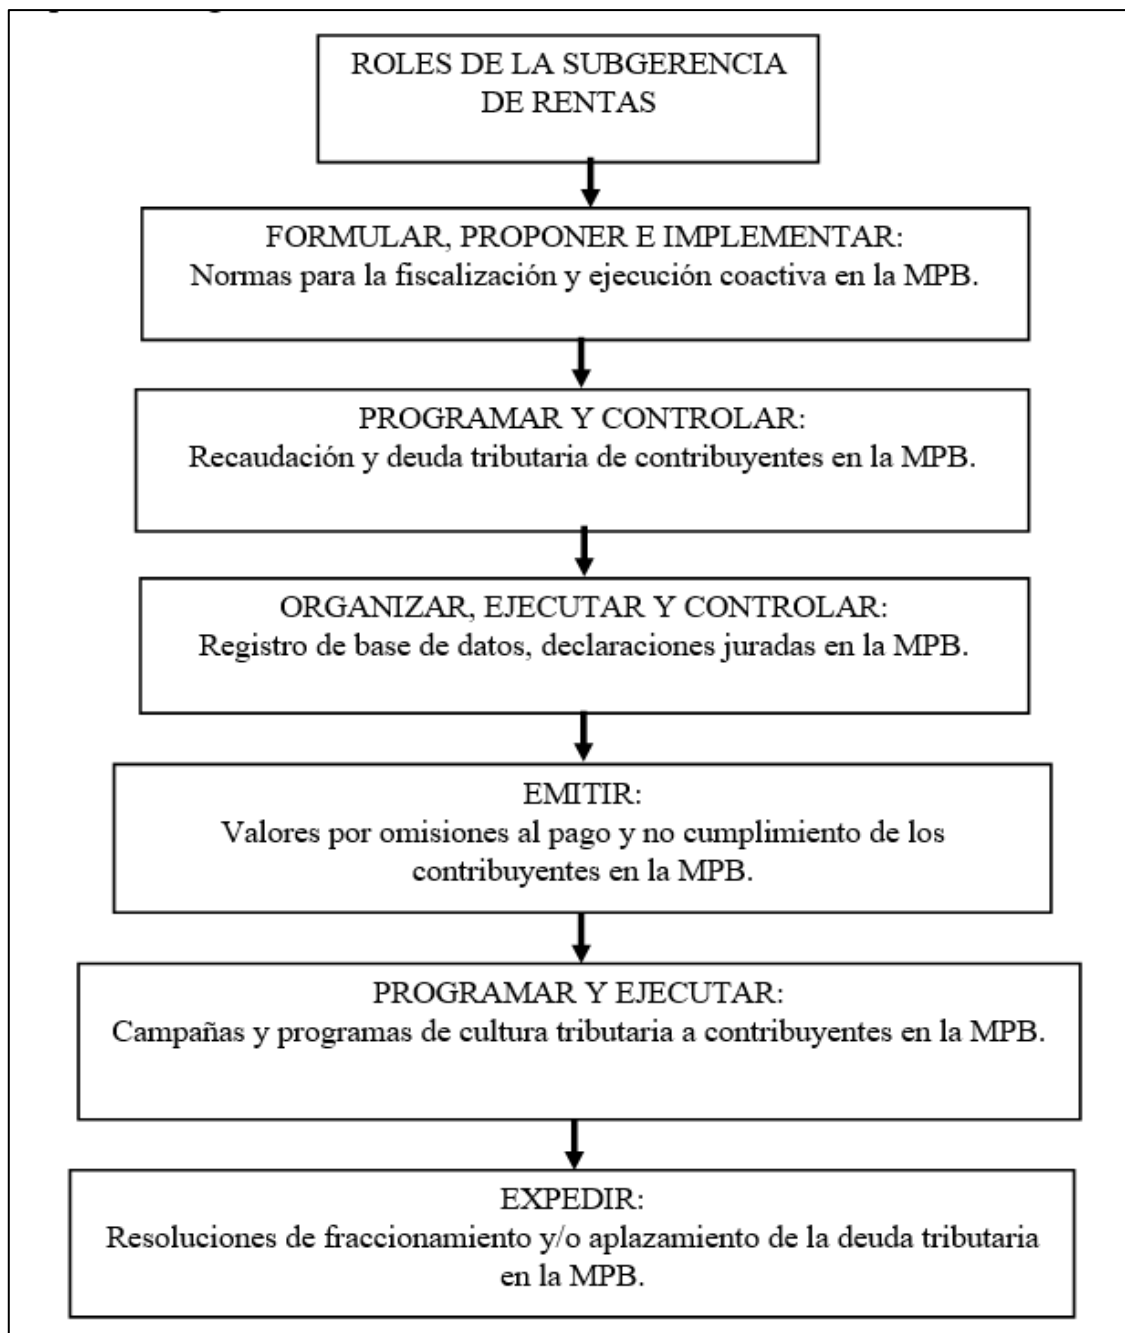 ROLES DE LA SUBGERENCIA
DE RENTAS
FORMULAR, PROPONER E IMPLEMENTAR:
Normas para la fiscalización y ejecución coactiva en la MPB.
PROGRAMAR Y CONTROLAR:
Recaudación y deuda tributaria de contribuyentes en la MPB.
ORGANIZAR, EJECUTAR Y CONTROLAR:
Registro de base de datos, declaraciones juradas en la MPB.
EMITIR:
Valores por omisiones al pago y no cumplimiento de los
contribuyentes en la MPB.
PROGRAMAR Y EJECUTAR:
Campañas y programas de cultura tributaria a contribuyentes en la MPB.
EXPEDIR:
Resoluciones de fraccionamiento y/o aplazamiento de la deuda tributaria
en la MPB.